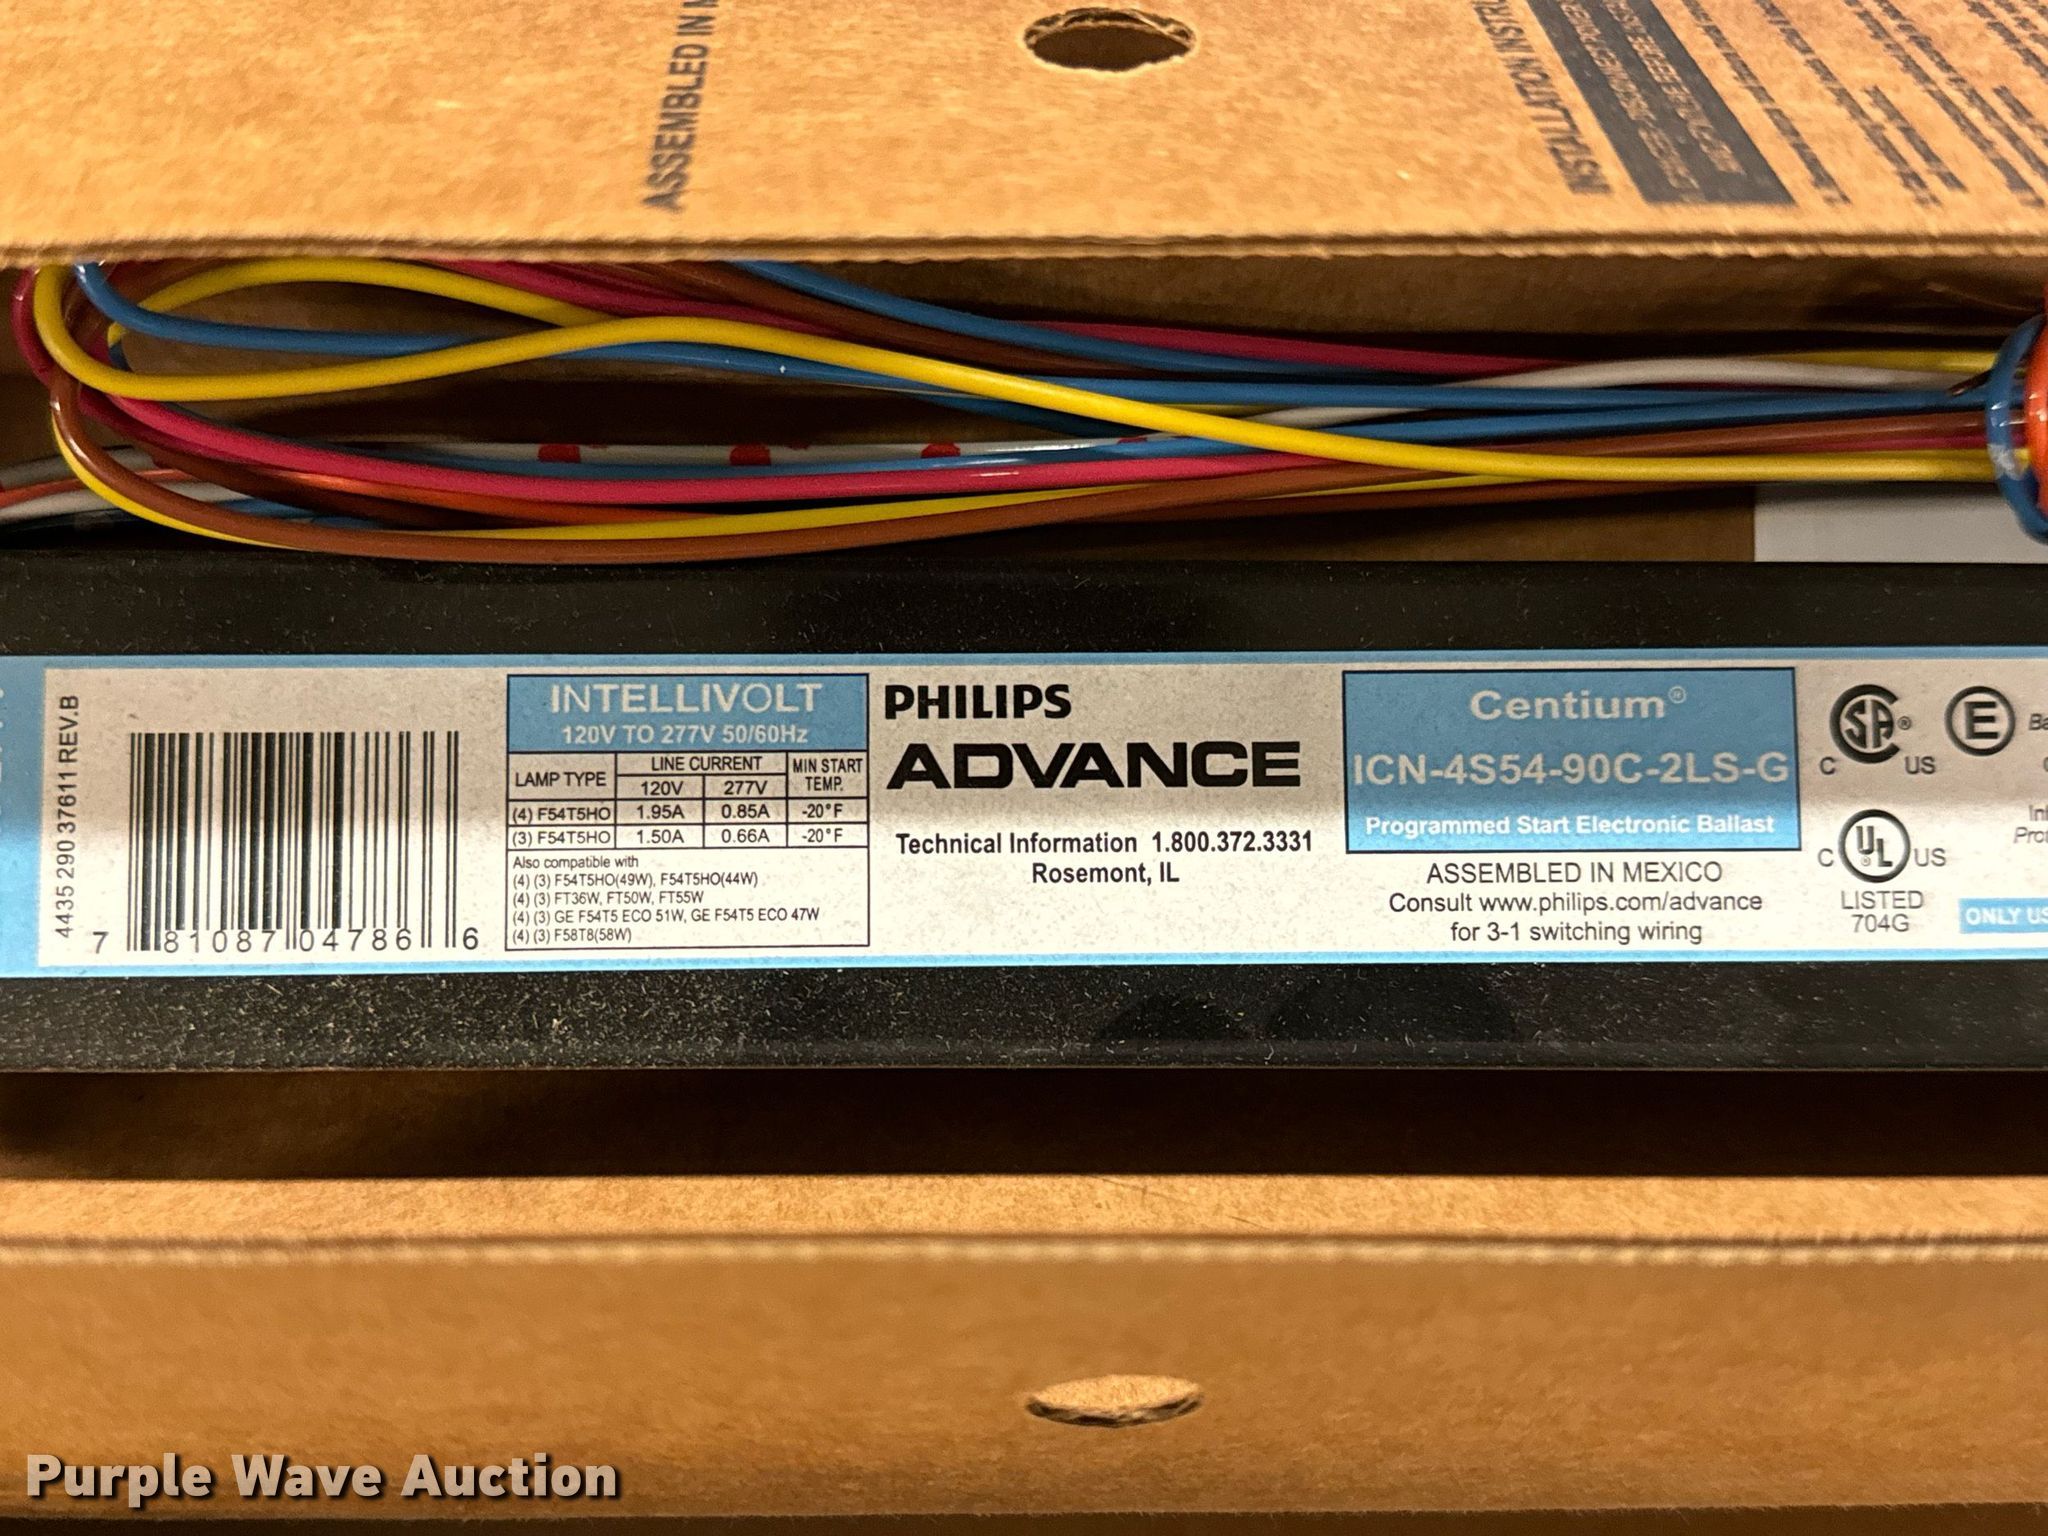 ASSEMBLED IN
INSTALLATION
4435 290 37611 REV.B
7 81087 04786 6
INTELLIVOLT
120V TO 277V 50/60Hz
LAMP TYPE LINE CURRENT MIN START TEMP.
120V 277V
(4) F54T5HO 1.95A 0.85A -20°F
(3) F54T5HO 1.50A 0.66A -20°F
Also compatible with
(4) (3) F54T5HO(49W), F54T5HO(44W)
(4) (3) FT36W, FT50W, FT55W
(4) (3) GE F54T5 ECO 51W, GE F54T5 ECO 47W
(4) (3) F58T8(58W)
PHILIPS
ADVANCE
Technical Information 1.800.372.3331
Rosemont, IL
Centium®
ICN-4S54-90C-2LS-G
Programmed Start Electronic Ballast
ASSEMBLED IN MEXICO
Consult www.philips.com/advance
for 3-1 switching wiring
C SA® US
E
C UL® US
LISTED
704G
ONLY US
Purple Wave Auction